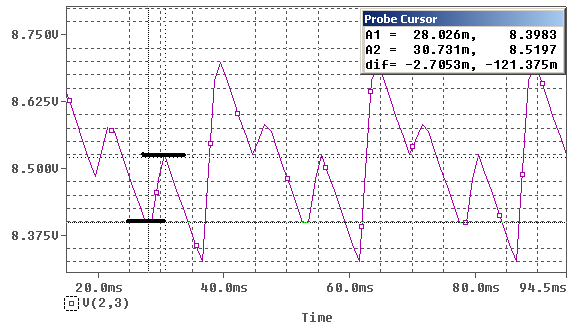 8.750V
Probe Cursor
A1 = 28.026m, 8.3983
A2 = 30.731m, 8.5197
dif= -2.7053m, -121.375m
8.625V
8.500V
8.375V
20.0ms 40.0ms 60.0ms 80.0ms 94.5ms
V(2,3)
Time